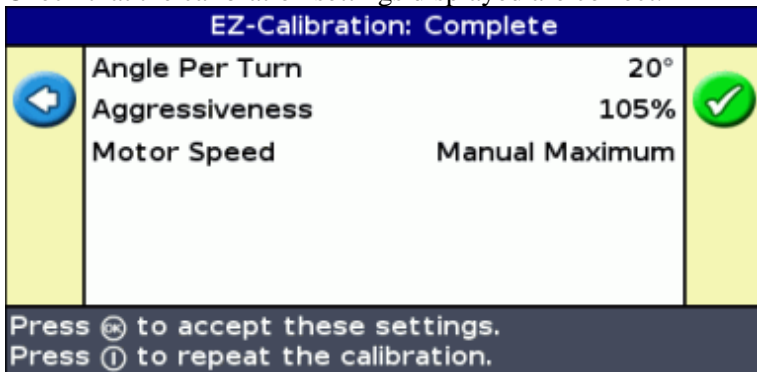 EZ-Calibration: Complete
Angle Per Turn 20°
Aggressiveness 105%
Motor Speed Manual Maximum
Press OK to accept these settings.
Press to repeat the calibration.